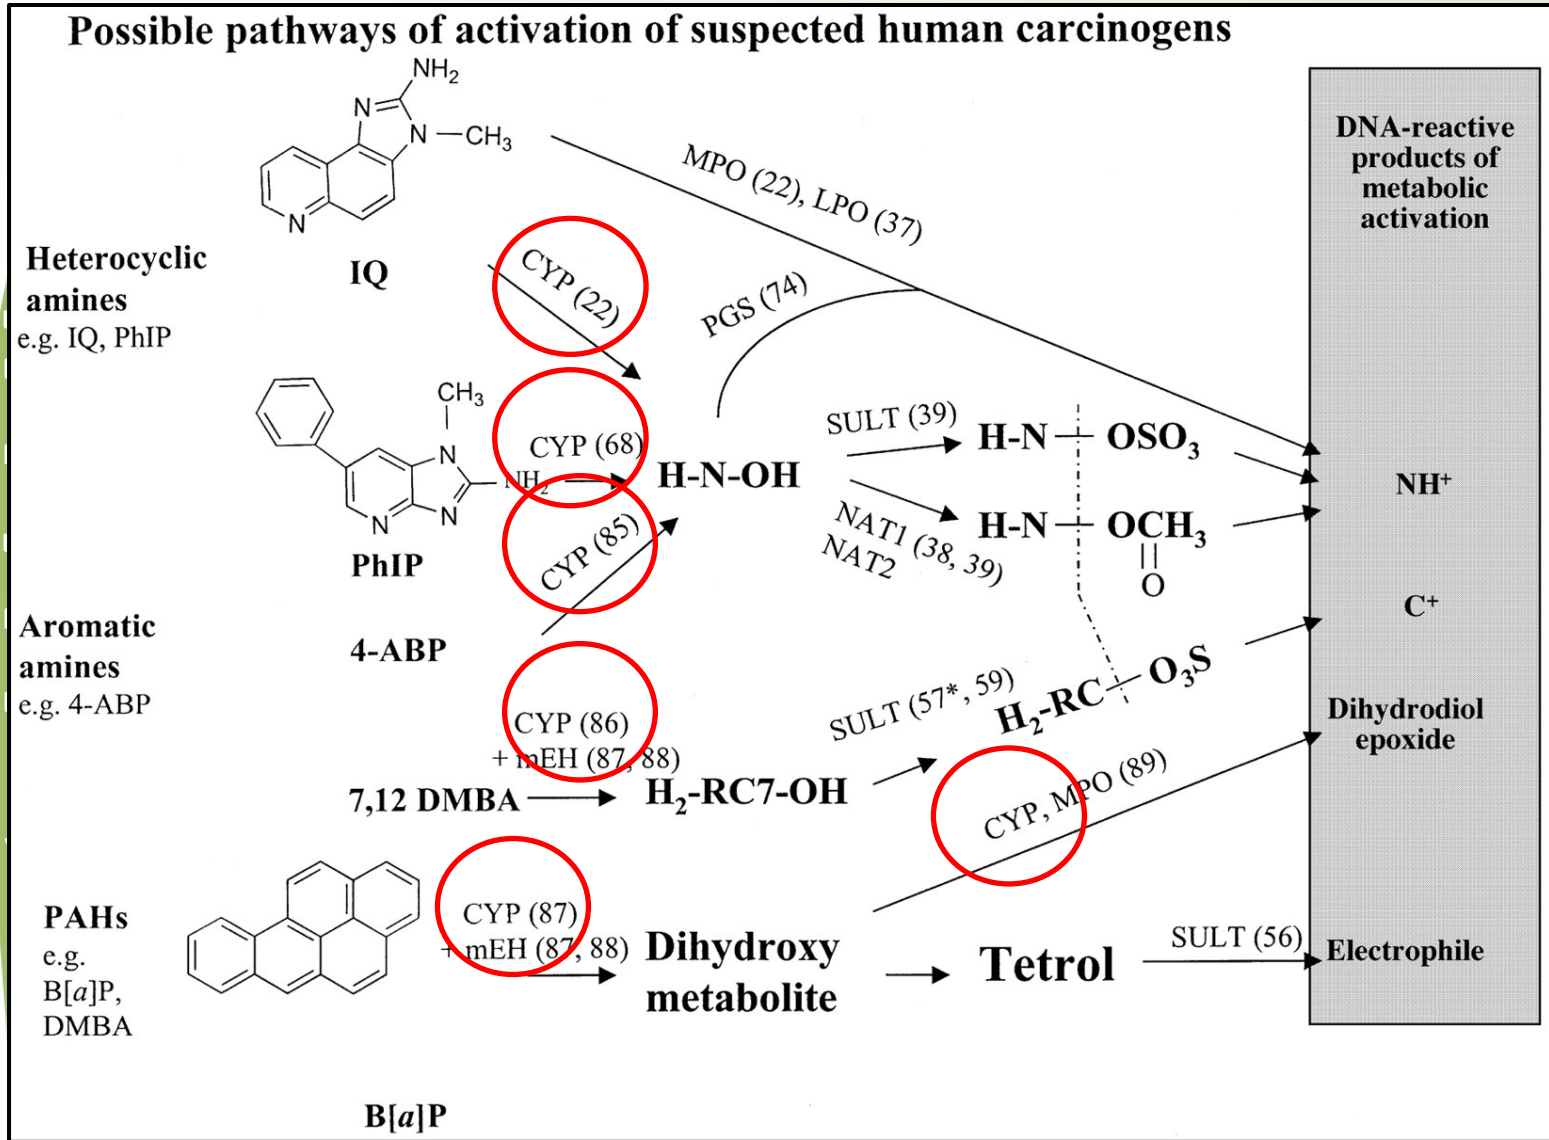 Possible pathways of activation of suspected human carcinogens
NH2
N
N
CH3
N
IQ
Heterocyclic
amines
e.g. IQ, PhIP
MPO (22), LPO (37)
CYP (22)
PGS (74)
DNA-reactive
products of
metabolic
activation
CH3
N
NH2
N
N
PhIP
CYP (68)
H-N-OH
CYP (85)
SULT (39)
H-N
OSO3
NAT1 (38, 39)
NAT2
H-N
OCH3
O
NH+
C+
Aromatic
amines
e.g. 4-ABP
4-ABP
CYP (86)
+ mEH (87, 88)
7,12 DMBA
H2-RC7-OH
SULT (57*, 59)
H2-RC
O3S
Dihydrodiol
epoxide
CYP, MPO (89)
PAHs
e.g.
B[a]P,
DMBA
CYP (87)
+ mEH (87, 88)
Dihydroxy
metabolite
Tetrol
SULT (56)
Electrophile
B[a]P